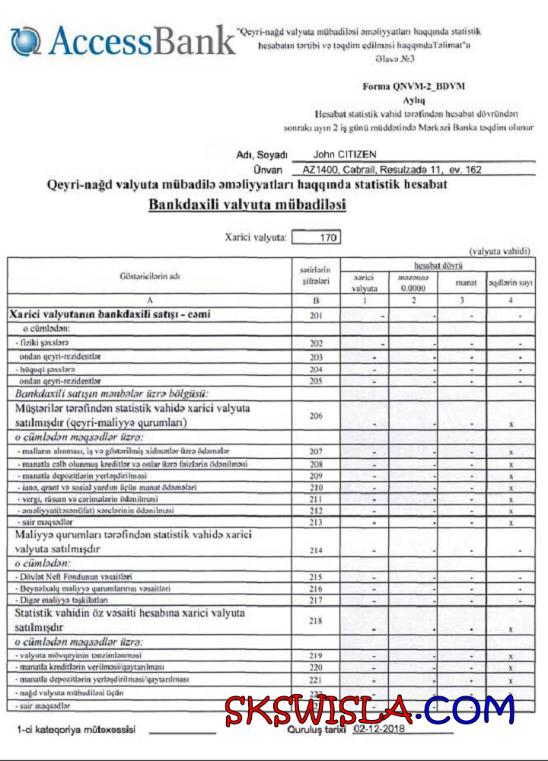 AccessBank
"Qeyri-nağd valyuta mübadiləsi əməliyyatları haqqında statistik
hesabatın tərtibi və təqdim edilməsi haqqındaTəlimat"a
Əlavə №3
Forma QNVM-2_BDVM
Aylıq
Hesabat statistik vahid tərəfindən hesabat dövründən
sonrakı ayın 2 iş günü müddətində Mərkəzi Banka təqdim olunur
Adı, Soyadı John CITIZEN
Ünvan AZ1400, Cəbrail, Resulzadə 11, ev. 162
Qeyri-nağd valyuta mübadilə əməliyyatları haqqında statistik hesabat
Bankdaxili valyuta mübadiləsi
Xarici valyuta: 170
(valyuta vahidi)
Göstəricilərin adı sətirlərin şifrələri hesabat dövrü
xarici valyuta məzənnə 0.0000 manat əqdlərin sayı
A B 1 2 3 4
Xarici valyutanın bankdaxili satışı - cəmi 201 - - - -
o cümlədən:
- fiziki şəxslərə 202 - - - -
ondan qeyri-rezidentlər 203 - - - -
- hüquqi şəxslərə 204 - - - -
ondan qeyri-rezidentlər 205 - - - -
Bankdaxili satışın mənbələr üzrə bölgüsü:
Müştərilər tərəfindən statistik vahidə xarici valyuta
satılmışdır (qeyri-maliyyə qurumları) 206 - - - x
o cümlədən məqsədlər üzrə:
- malların alınması, iş və göstərilmiş xidmətlər üzrə ödəmələr 207 - - - x
- manatla cəlb olunmuş kreditlər və onlar üzrə faizlərin ödənilməsi 208 - - - x
- manatla depozitlərin yerləşdirilməsi 209 - - - x
- ianə, qrant və sosial yardım üçün manat ödəmələri 210 - - - x
- vergi, rüsum və cərimələrin ödənilməsi 211 - - - x
- əməliyyat(təsərrüfat) xərclərinin ödənilməsi 212 - - - x
- sair məqsədlər 213 - - - x
Maliyyə qurumları tərəfindən statistik vahidə xarici
valyuta satılmışdır 214 - - - -
o cümlədən:
- Dövlət Neft Fondunun vəsaitləri 215 - - - -
- Beynəlxalq maliyyə qurumlarının vəsaitləri 216 - - - -
- Digər maliyyə təşkilatları 217 - - - -
Statistik vahidin öz vəsaiti hesabına xarici valyuta
satılmışdır 218 - - - x
o cümlədən məqsədlər üzrə:
- valyuta mövqeyinin tənzimlənməsi 219 - - - x
- manatla kreditlərin verilməsi/qaytarılması 220 - - - x
- manatla depozitlərin yerləşdirilməsi/qaytarılması 221 - - - x
- nağd valyuta mübadiləsi üçün
- sair məqsədlər
SKSWISLA.COM
1-ci kateqoriya mütəxəssisi Quruluş tarixi 02-12-2018